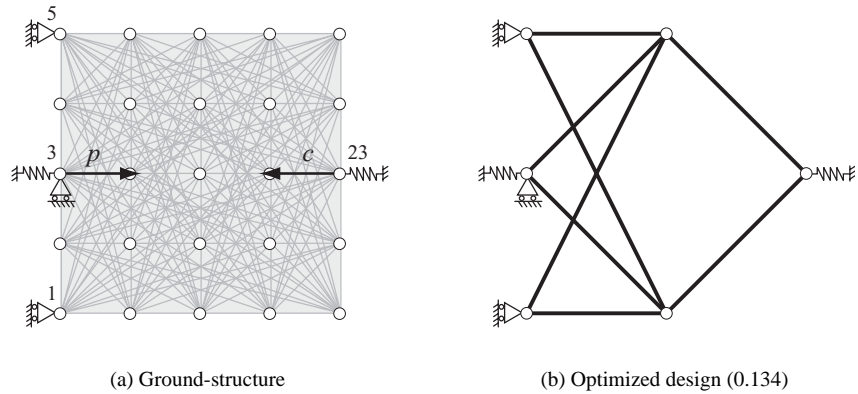 5
3
p
c
23
1
(a) Ground-structure
(b) Optimized design (0.134)